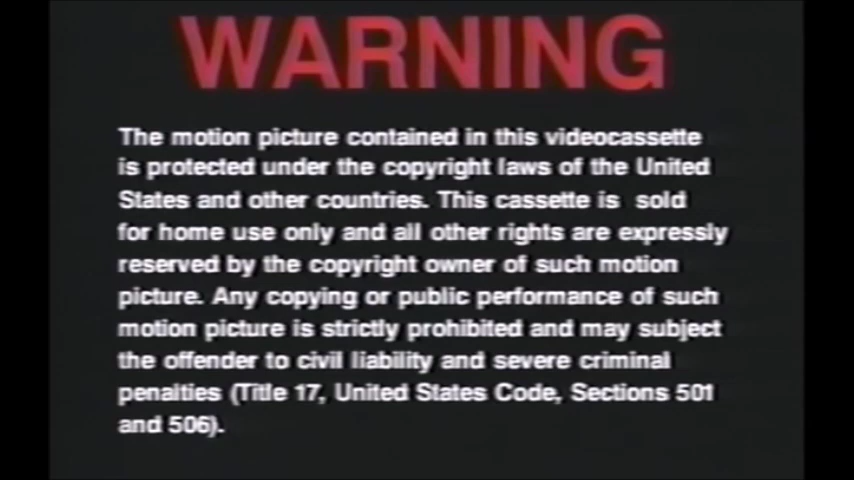 WARNING
The motion picture contained in this videocassette
is protected under the copyright laws of the United
States and other countries. This cassette is sold
for home use only and all other rights are expressly
reserved by the copyright owner of such motion
picture. Any copying or public performance of such
motion picture is strictly prohibited and may subject
the offender to civil liability and severe criminal
penalties (Title 17, United States Code, Sections 501
and 506).